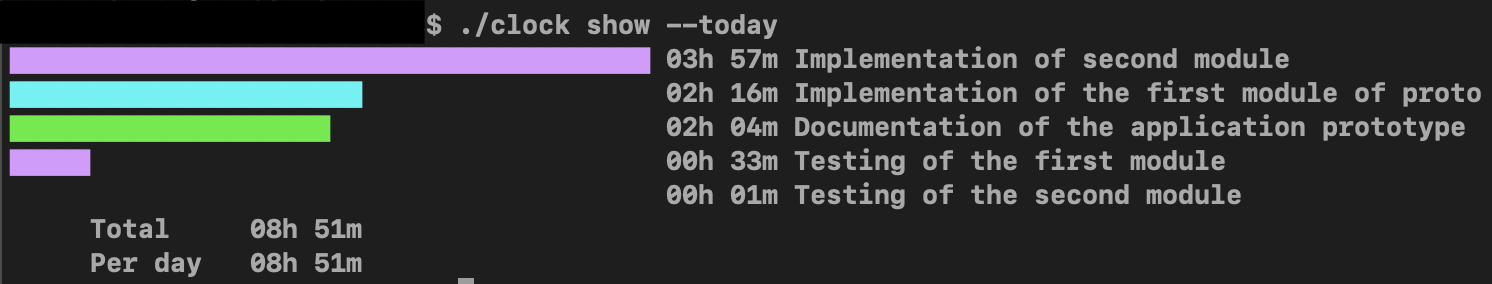 $ ./clock show --today
03h 57m Implementation of second module
02h 16m Implementation of the first module of proto
02h 04m Documentation of the application prototype
00h 33m Testing of the first module
00h 01m Testing of the second module
Total 08h 51m
Per day 08h 51m